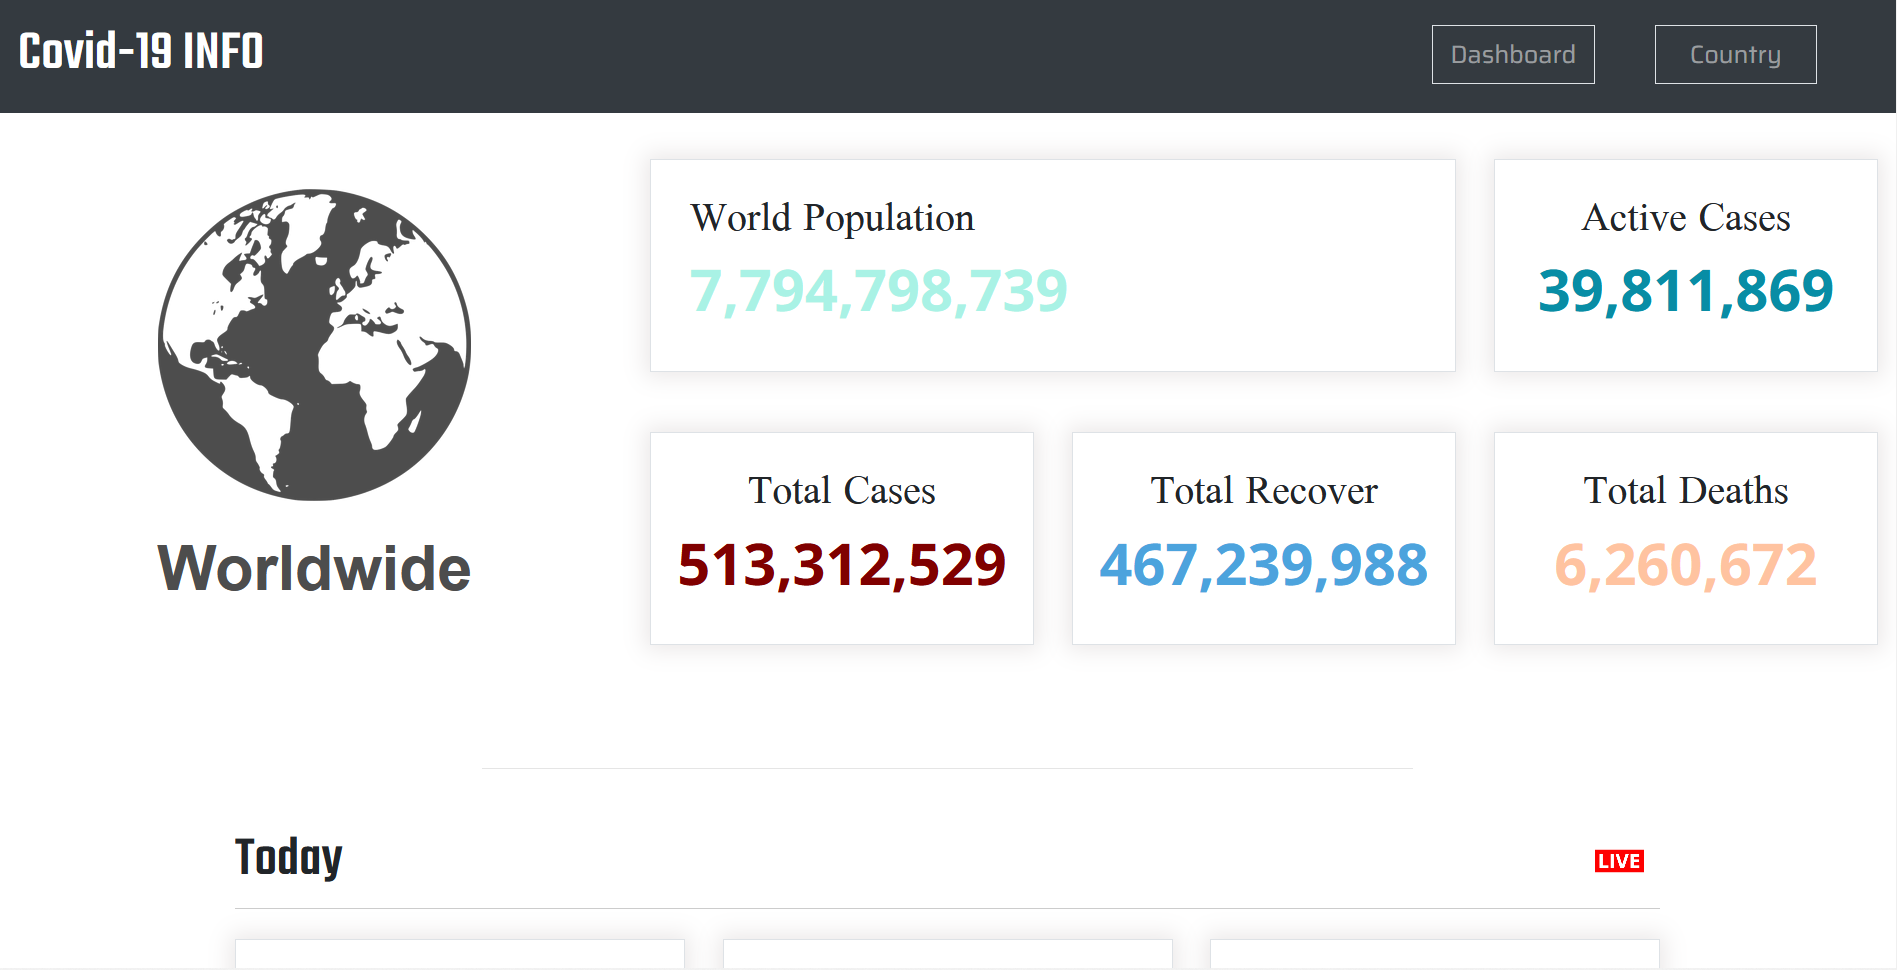 Covid-19 INFO
Dashboard
Country
World Population
7,794,798,739
Active Cases
39,811,869
Total Cases
513,312,529
Total Recover
467,239,988
Total Deaths
6,260,672
Worldwide
Today
LIVE